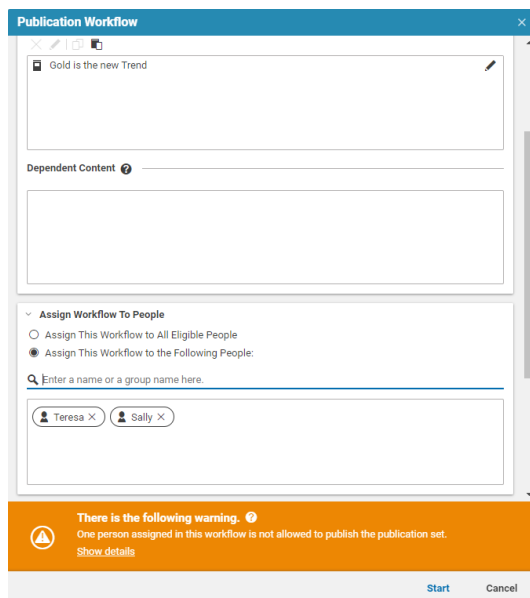 Publication Workflow
Gold is the new Trend
Dependent Content
Assign Workflow To People
Assign This Workflow to All Eligible People
Assign This Workflow to the Following People:
Enter a name or a group name here.
Teresa Sally
There is the following warning.
One person assigned in this workflow is not allowed to publish the publication set.
Show details
Start Cancel